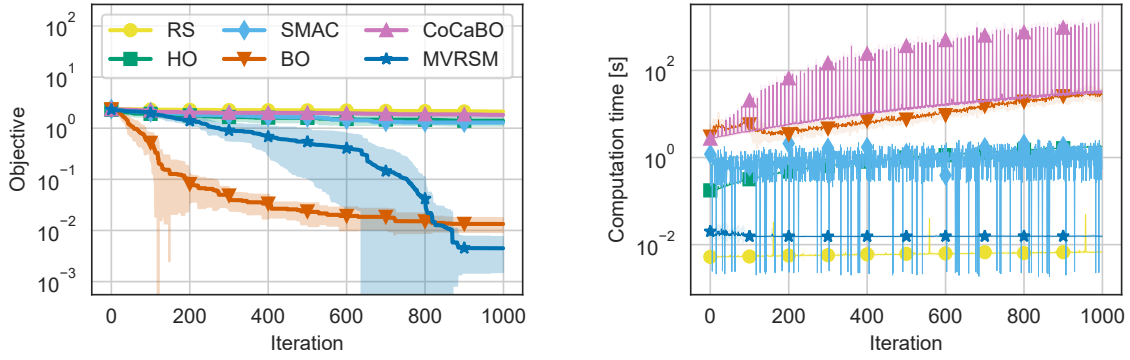 RS
SMAC
CoCaBO
HO
BO
MVRSM
Objective
10^2
10^1
10^0
10^−1
10^−2
10^−3
0 200 400 600 800 1000
Iteration
Computation time [s]
10^2
10^0
10^−2
0 200 400 600 800 1000
Iteration